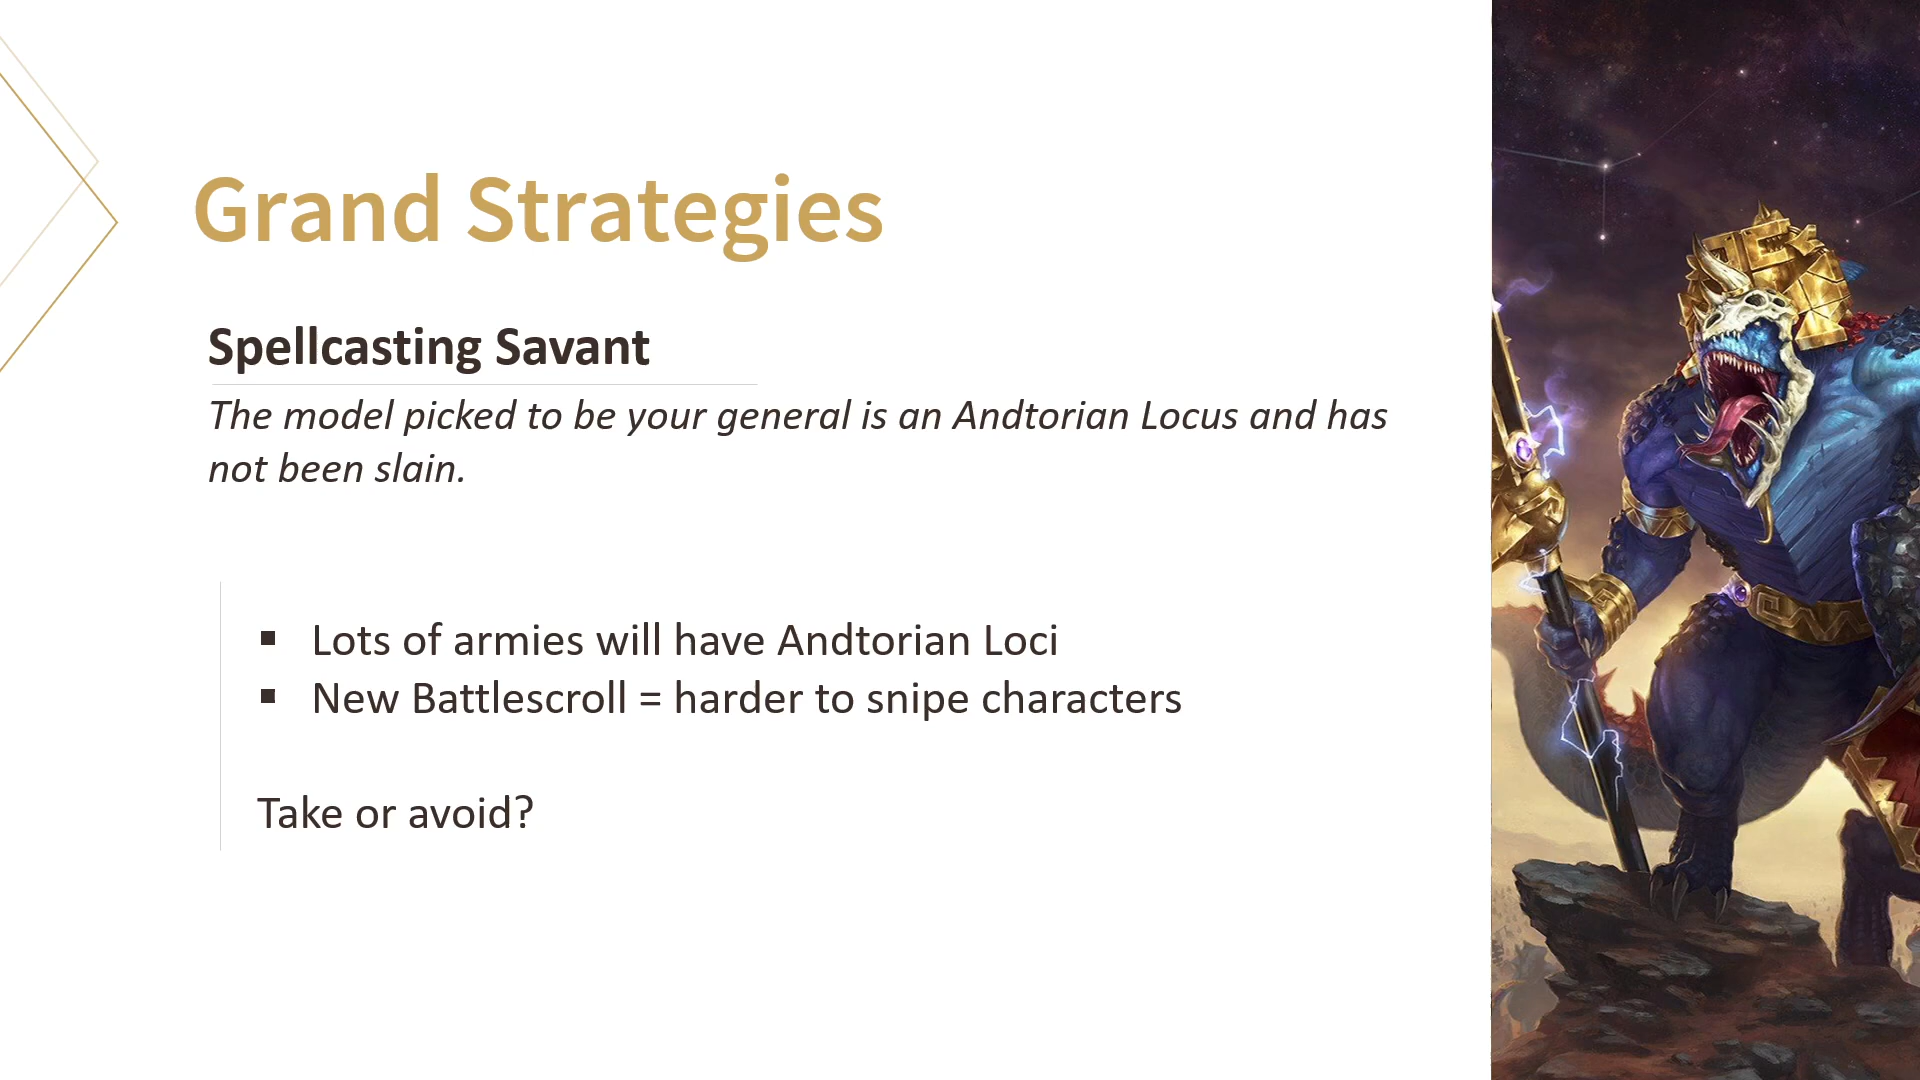 Grand Strategies
Spellcasting Savant
The model picked to be your general is an Andtorian Locus and has
not been slain.
▪ Lots of armies will have Andtorian Loci
▪ New Battlescroll = harder to snipe characters
Take or avoid?